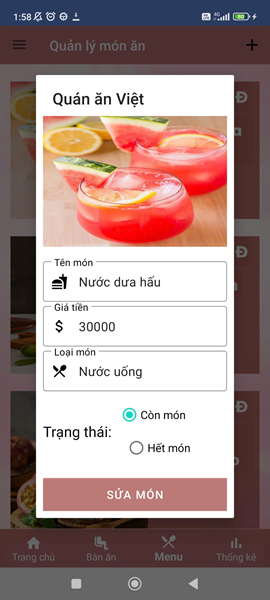 1:58
Quản lý món ăn
Quán ăn Việt
Tên món
Nước dưa hấu
Giá tiền
$ 30000
Loại món
Nước uống
Còn món
Trạng thái:
Hết món
SỬA MÓN
Trang chủ
Bàn ăn
Menu
Thống kê